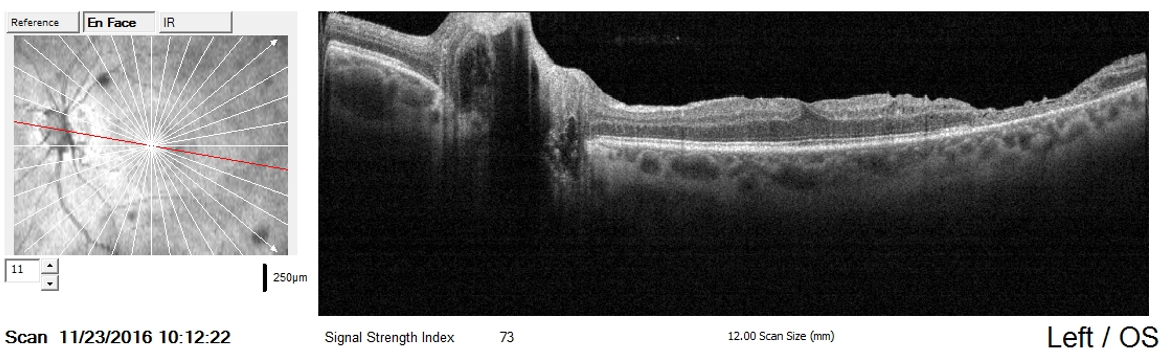 Reference En Face IR
11
250µm
Scan 11/23/2016 10:12:22
Signal Strength Index 73
12.00 Scan Size (mm)
Left / OS